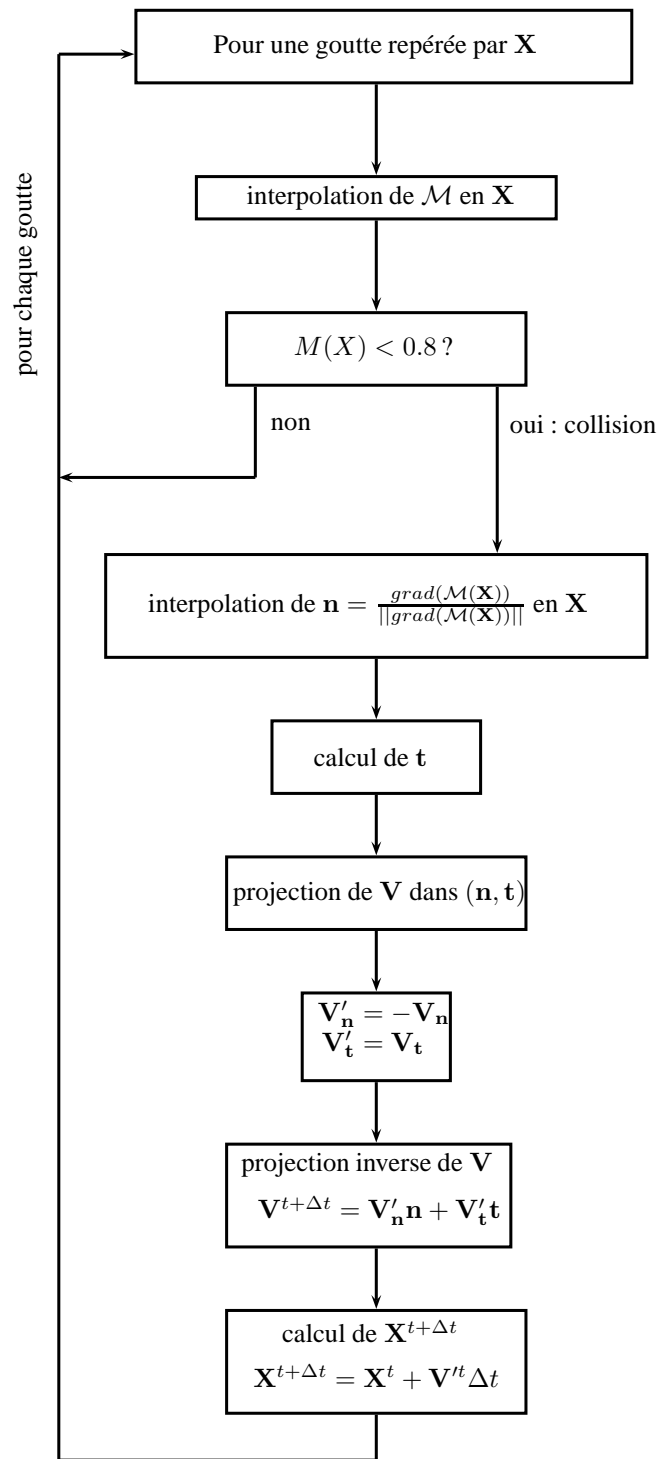 Pour une goutte repérée par X
pour chaque goutte
interpolation de ℳ en X
M(X) < 0.8 ?
non
oui : collision
interpolation de n = grad(ℳ(X)) / ||grad(ℳ(X))|| en X
calcul de t
projection de V dans (n, t)
V′ₙ = −Vₙ
V′ₜ = Vₜ
projection inverse de V
V^{t+Δt} = V′ₙn + V′ₜt
calcul de X^{t+Δt}
X^{t+Δt} = X^t + V′^tΔt